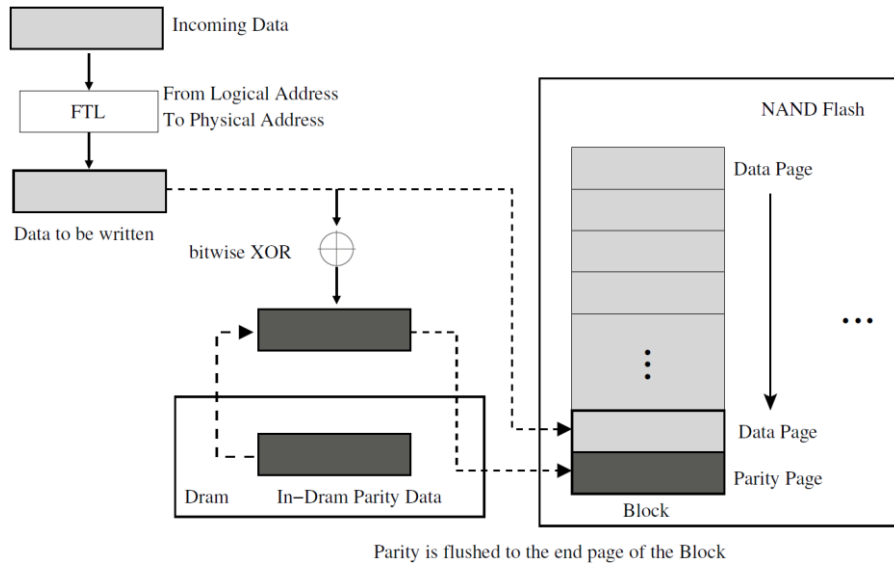 Incoming Data
FTL
From Logical Address
To Physical Address
Data to be written
bitwise XOR
Dram
In-Dram Parity Data
NAND Flash
Data Page
Data Page
Parity Page
Block
Parity is flushed to the end page of the Block